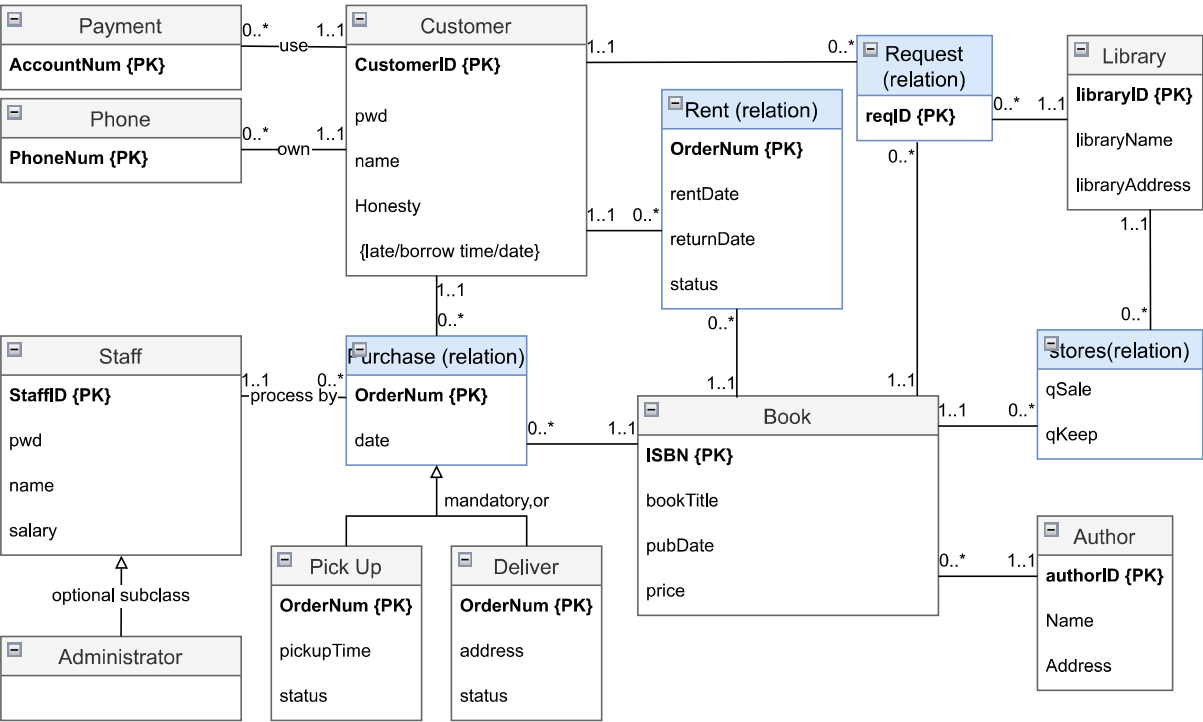 Payment
AccountNum {PK}
0..*
use
1..1
Phone
PhoneNum {PK}
0..*
own
1..1
Customer
CustomerID {PK}
pwd
name
Honesty
{late/borrow time/date}
1..1
0..*
Request
(relation)
reqID {PK}
0..*
1..1
Library
libraryID {PK}
libraryName
libraryAddress
Rent (relation)
OrderNum {PK}
rentDate
returnDate
status
1..1
0..*
0..*
1..1
0..*
1..1
1..1
0..*
1..1
0..*
Staff
StaffID {PK}
pwd
name
salary
1..1
process by
0..*
Purchase (relation)
OrderNum {PK}
date
0..*
1..1
stores(relation)
qSale
qKeep
Book
ISBN {PK}
bookTitle
pubDate
price
1..1
0..*
0..*
1..1
Author
authorID {PK}
Name
Address
mandatory,or
Pick Up
OrderNum {PK}
pickupTime
status
Deliver
OrderNum {PK}
address
status
optional subclass
Administrator